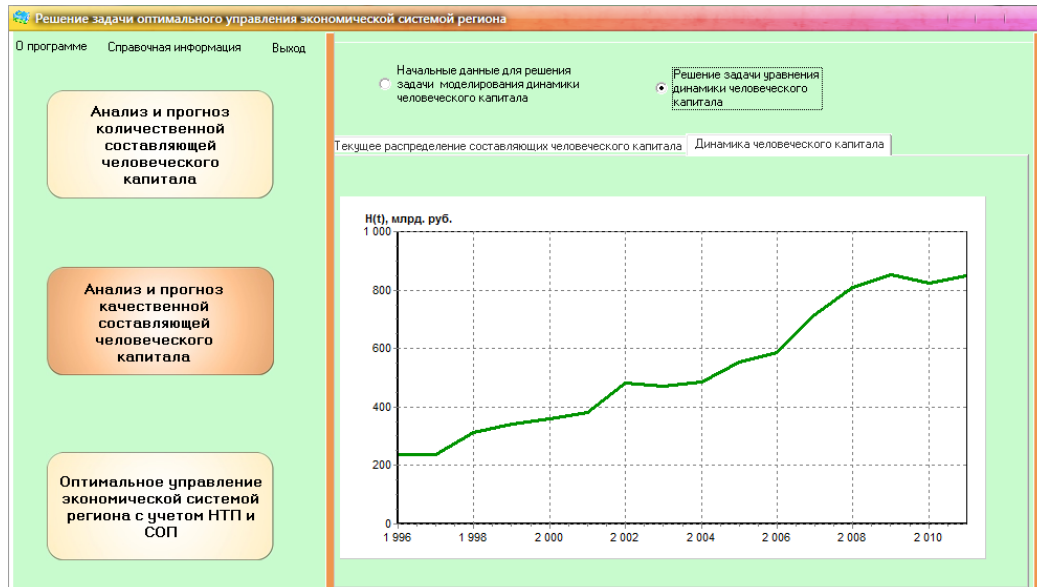 Решение задачи оптимального управления экономической системой региона
О программе Справочная информация Выход
Анализ и прогноз
количественной
составляющей
человеческого
капитала
Анализ и прогноз
качественной
составляющей
человеческого
капитала
Оптимальное управление
экономической системой
региона с учетом НТП и
СОП
Начальные данные для решения
задачи моделирования динамики
человеческого капитала
Решение задачи уравнения
динамики человеческого
капитала
Текущее распределение составляющих человеческого капитала Динамика человеческого капитала
H(t), млрд. руб.
1 000
800
600
400
200
0
1 996 1 998 2 000 2 002 2 004 2 006 2 008 2 010